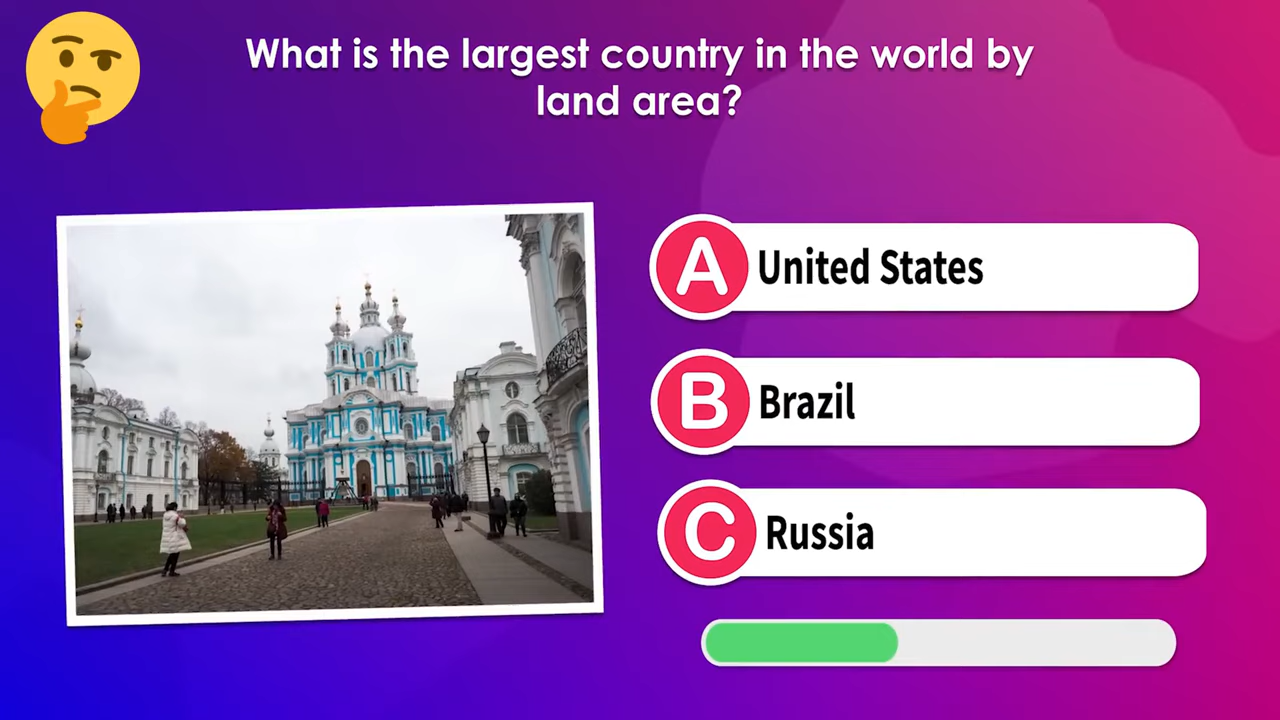 What is the largest country in the world by
land area?
A United States
B Brazil
C Russia